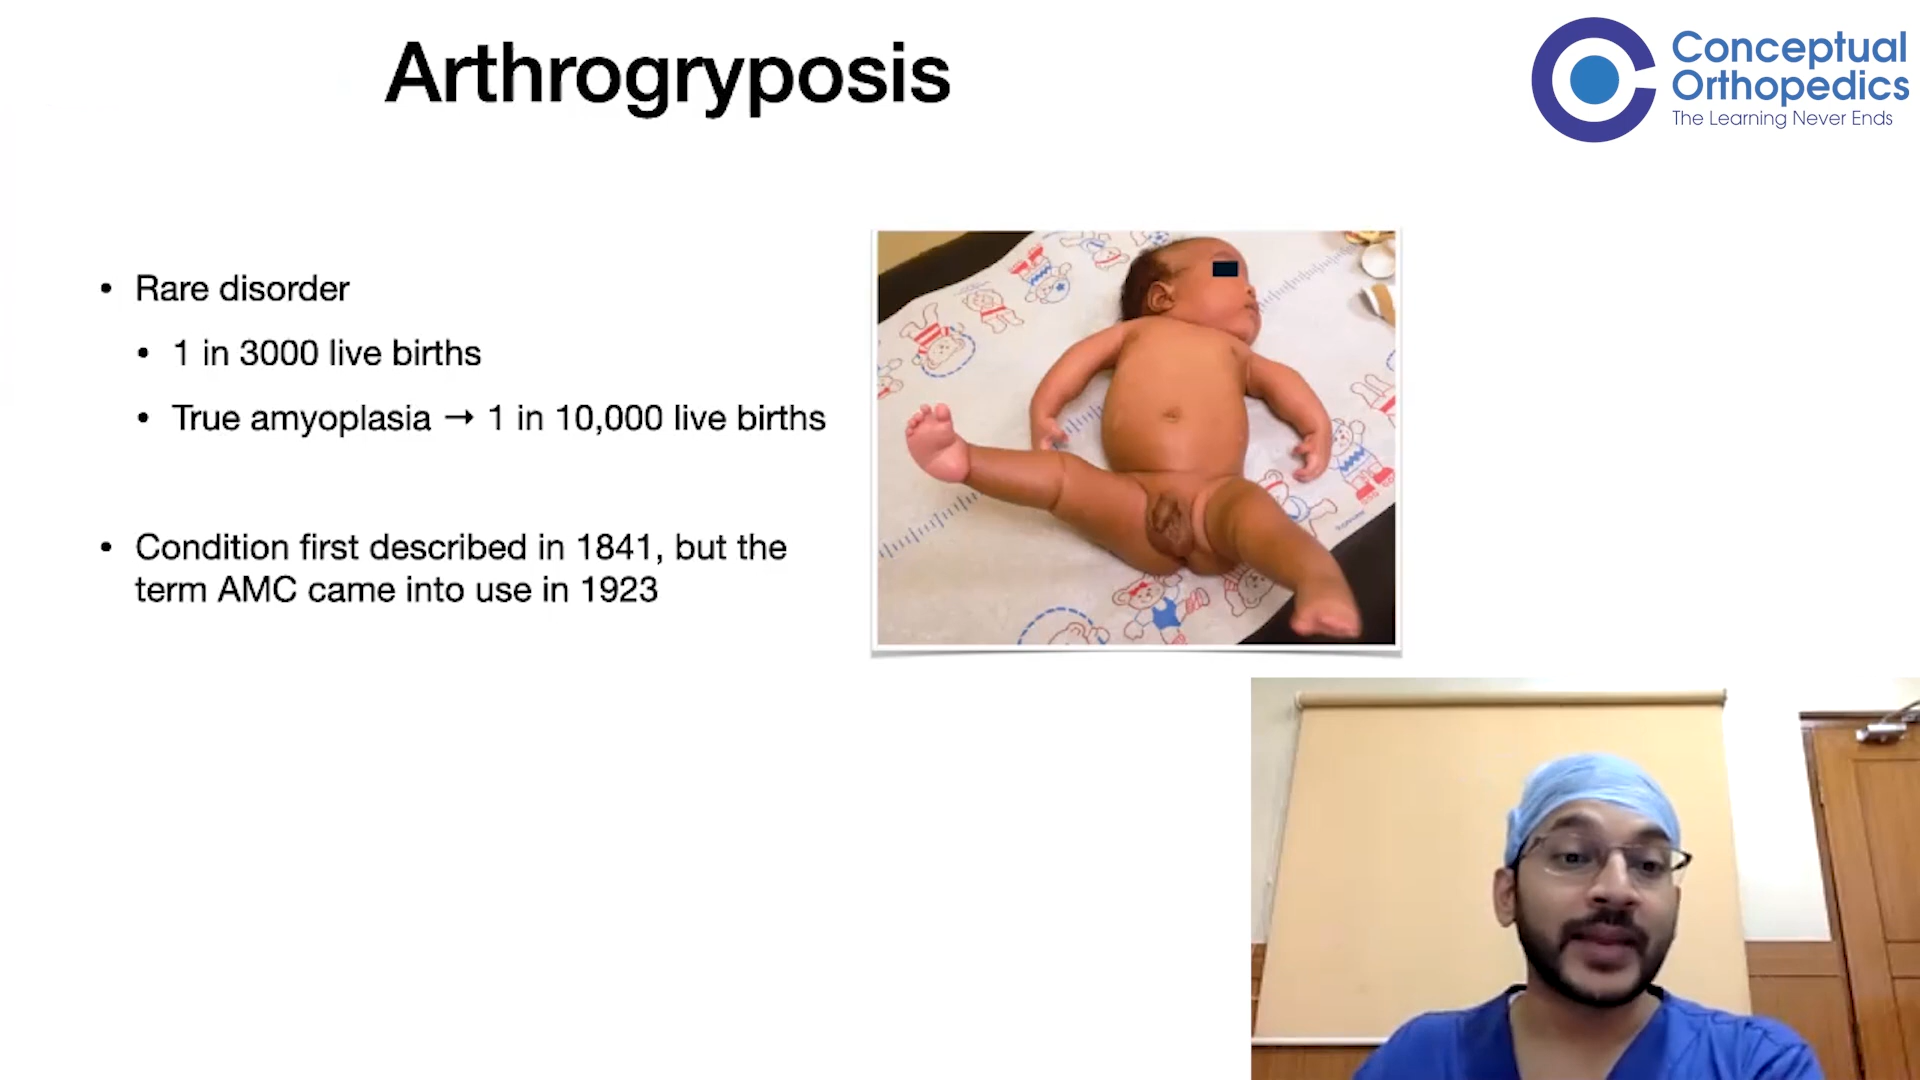 Arthrogryposis
Conceptual
Orthopedics
The Learning Never Ends
• Rare disorder
• 1 in 3000 live births
• True amyoplasia → 1 in 10,000 live births
• Condition first described in 1841, but the
term AMC came into use in 1923